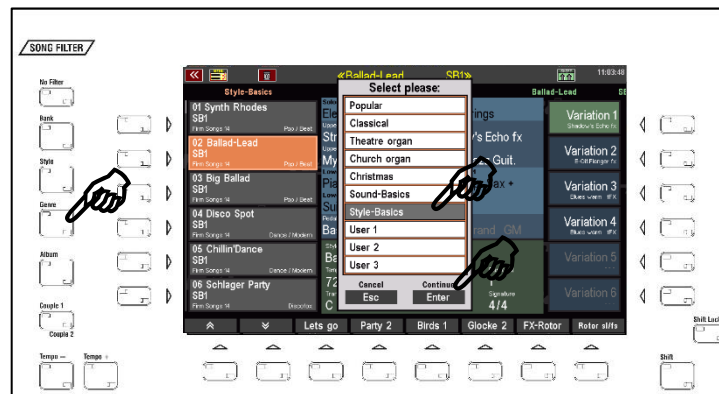 SONG FILTER
No Filter
Bank
Style
Genre
Album
Couple 1
Couple 2
Tempo – Tempo +
«Ballad-Lead SB1»
11:03:48
Style-Basics
Ballad-Lead
01 Synth Rhodes
SB1
Firm Songs 14 Pop / Beat
02 Ballad-Lead
SB1
Firm Songs 14 Pop / Beat
03 Big Ballad
SB1
Firm Songs 14 Pop / Beat
04 Disco Spot
SB1
Firm Songs 14 Dance / Modern
05 Chillin'Dance
SB1
Firm Songs 14 Dance / Modern
06 Schlager Party
SB1
Firm Songs 14 Discofox
Select please:
Popular
Classical
Theatre organ
Church organ
Christmas
Sound-Basics
Style-Basics
User 1
User 2
User 3
Cancel Continue
Esc Enter
's Echo fx
Guit.
GM
Signature
4/4
Variation 1
Shadow's Echo fx
Variation 2
Variation 3
Variation 4
Variation 5
Variation 6
Lets go Party 2 Birds 1 Glocke 2 FX-Rotor Rotor sl/fs
Shift Lock
Shift